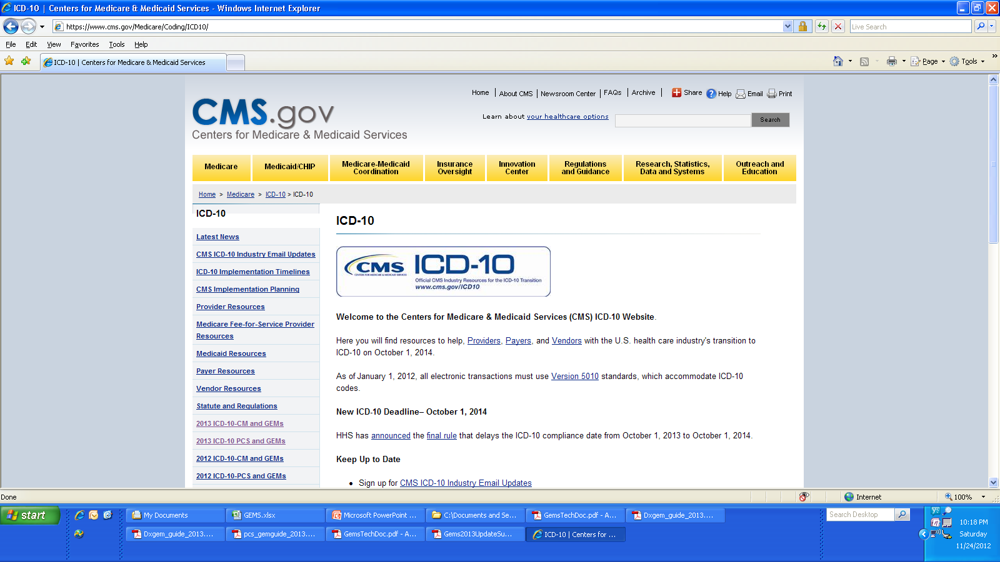 ICD-10 | Centers for Medicare & Medicaid Services - Windows Internet Explorer
https://www.cms.gov/Medicare/Coding/ICD10/
Live Search
File Edit View Favorites Tools Help
ICD-10 | Centers for Medicare & Medicaid Services
Page Tools »
Home About CMS Newsroom Center FAQs Archive Share Help Email Print
CMS.gov
Centers for Medicare & Medicaid Services
Learn about your healthcare options
Search
Medicare
Medicaid/CHIP
Medicare-Medicaid
Coordination
Insurance
Oversight
Innovation
Center
Regulations
and Guidance
Research, Statistics,
Data and Systems
Outreach and
Education
Home > Medicare > ICD-10 > ICD-10
ICD-10
Latest News
CMS ICD-10 Industry Email Updates
ICD-10 Implementation Timelines
CMS Implementation Planning
Provider Resources
Medicare Fee-for-Service Provider
Resources
Medicaid Resources
Payer Resources
Vendor Resources
Statute and Regulations
2013 ICD-10-CM and GEMs
2013 ICD-10 PCS and GEMs
2012 ICD-10-CM and GEMs
2012 ICD-10-PCS and GEMs
ICD-10
CMS
CENTERS FOR MEDICARE & MEDICAID SERVICES
ICD-10
Official CMS Industry Resources for the ICD-10 Transition
www.cms.gov/ICD10
Welcome to the Centers for Medicare & Medicaid Services (CMS) ICD-10 Website.
Here you will find resources to help, Providers, Payers, and Vendors with the U.S. health care industry's transition to
ICD-10 on October 1, 2014.
As of January 1, 2012, all electronic transactions must use Version 5010 standards, which accommodate ICD-10
codes.
New ICD-10 Deadline– October 1, 2014
HHS has announced the final rule that delays the ICD-10 compliance date from October 1, 2013 to October 1, 2014.
Keep Up to Date
• Sign up for CMS ICD-10 Industry Email Updates
Done
Internet
100%
start
My Documents
GEMS.xlsx
Microsoft PowerPoint ...
C:\Documents and Se...
GemsTechDoc.pdf - A...
Dxgem_guide_2013....
Search Desktop
Dxgem_guide_2013....
pcs_gemguide_2013....
GemsTechDoc.pdf - A...
Gems2013UpdateSu...
ICD-10 | Centers for ...
10:18 PM
Saturday
11/24/2012